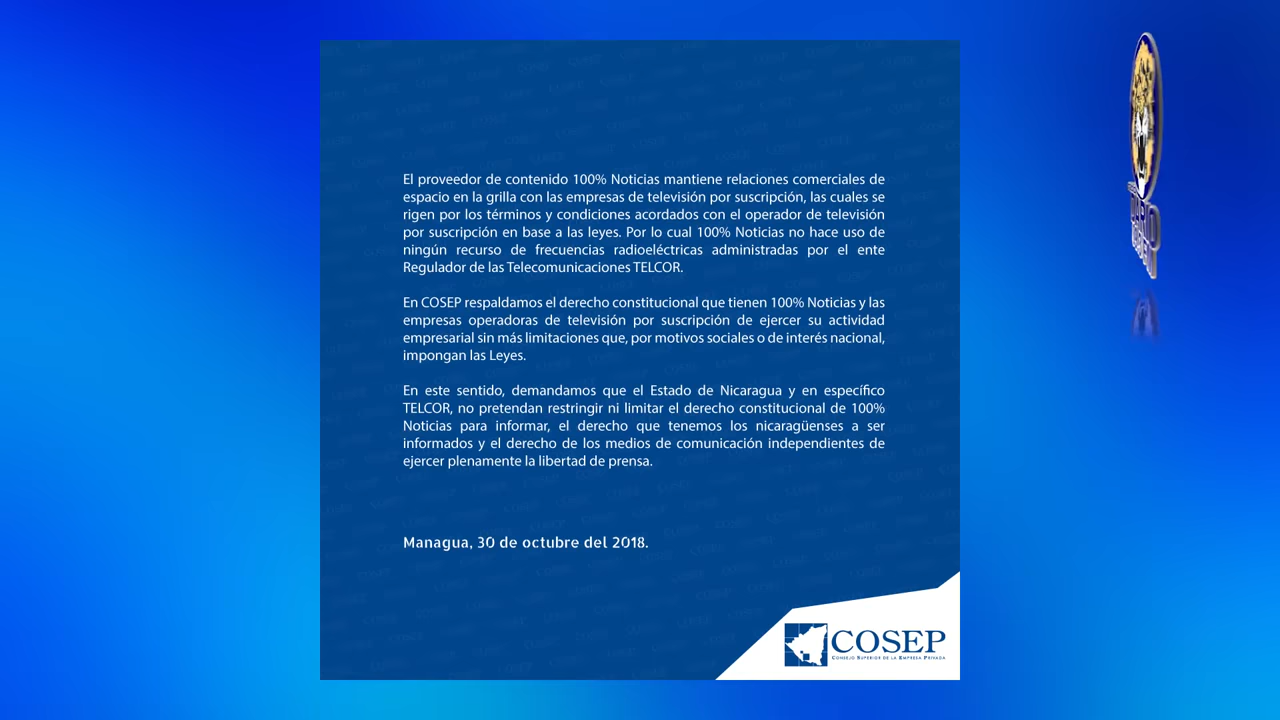 El proveedor de contenido 100% Noticias mantiene relaciones comerciales de
espacio en la grilla con las empresas de televisión por suscripción, las cuales se
rigen por los términos y condiciones acordados con el operador de televisión
por suscripción en base a las leyes. Por lo cual 100% Noticias no hace uso de
ningún recurso de frecuencias radioeléctricas administradas por el ente
Regulador de las Telecomunicaciones TELCOR.
En COSEP respaldamos el derecho constitucional que tienen 100% Noticias y las
empresas operadoras de televisión por suscripción de ejercer su actividad
empresarial sin más limitaciones que, por motivos sociales o de interés nacional,
impongan las Leyes.
En este sentido, demandamos que el Estado de Nicaragua y en específico
TELCOR, no pretendan restringir ni limitar el derecho constitucional de 100%
Noticias para informar, el derecho que tenemos los nicaragüenses a ser
informados y el derecho de los medios de comunicación independientes de
ejercer plenamente la libertad de prensa.
Managua, 30 de octubre del 2018.
COSEP
CONSEJO SUPERIOR DE LA EMPRESA PRIVADA